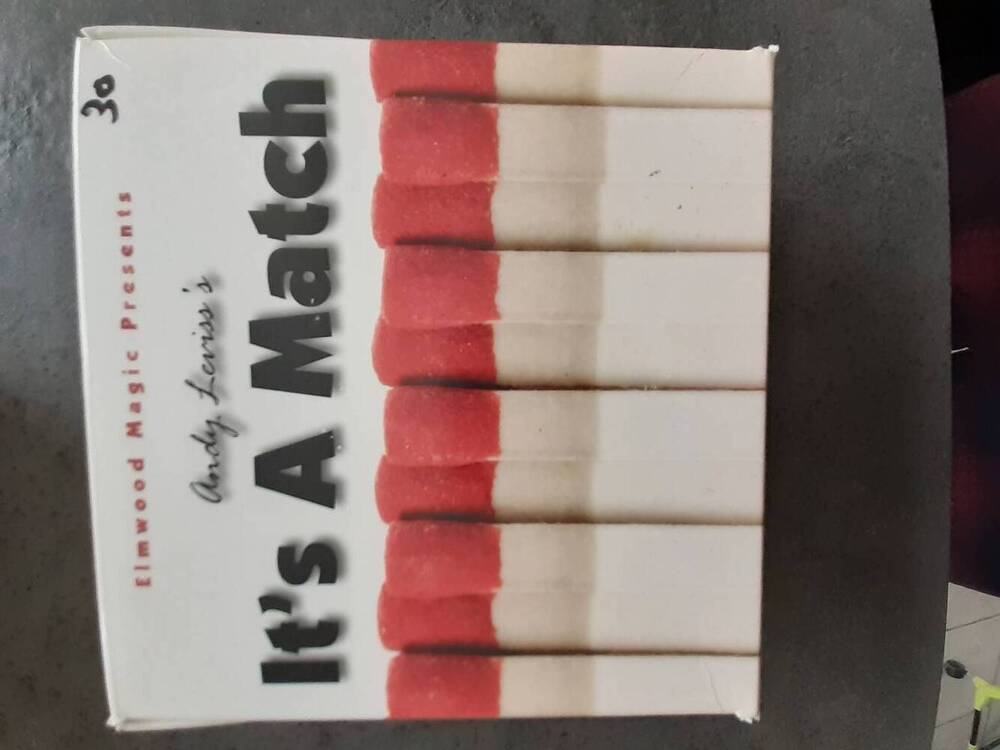 30
Elmwood Magic Presents
Andy Leviss's
It's A Match